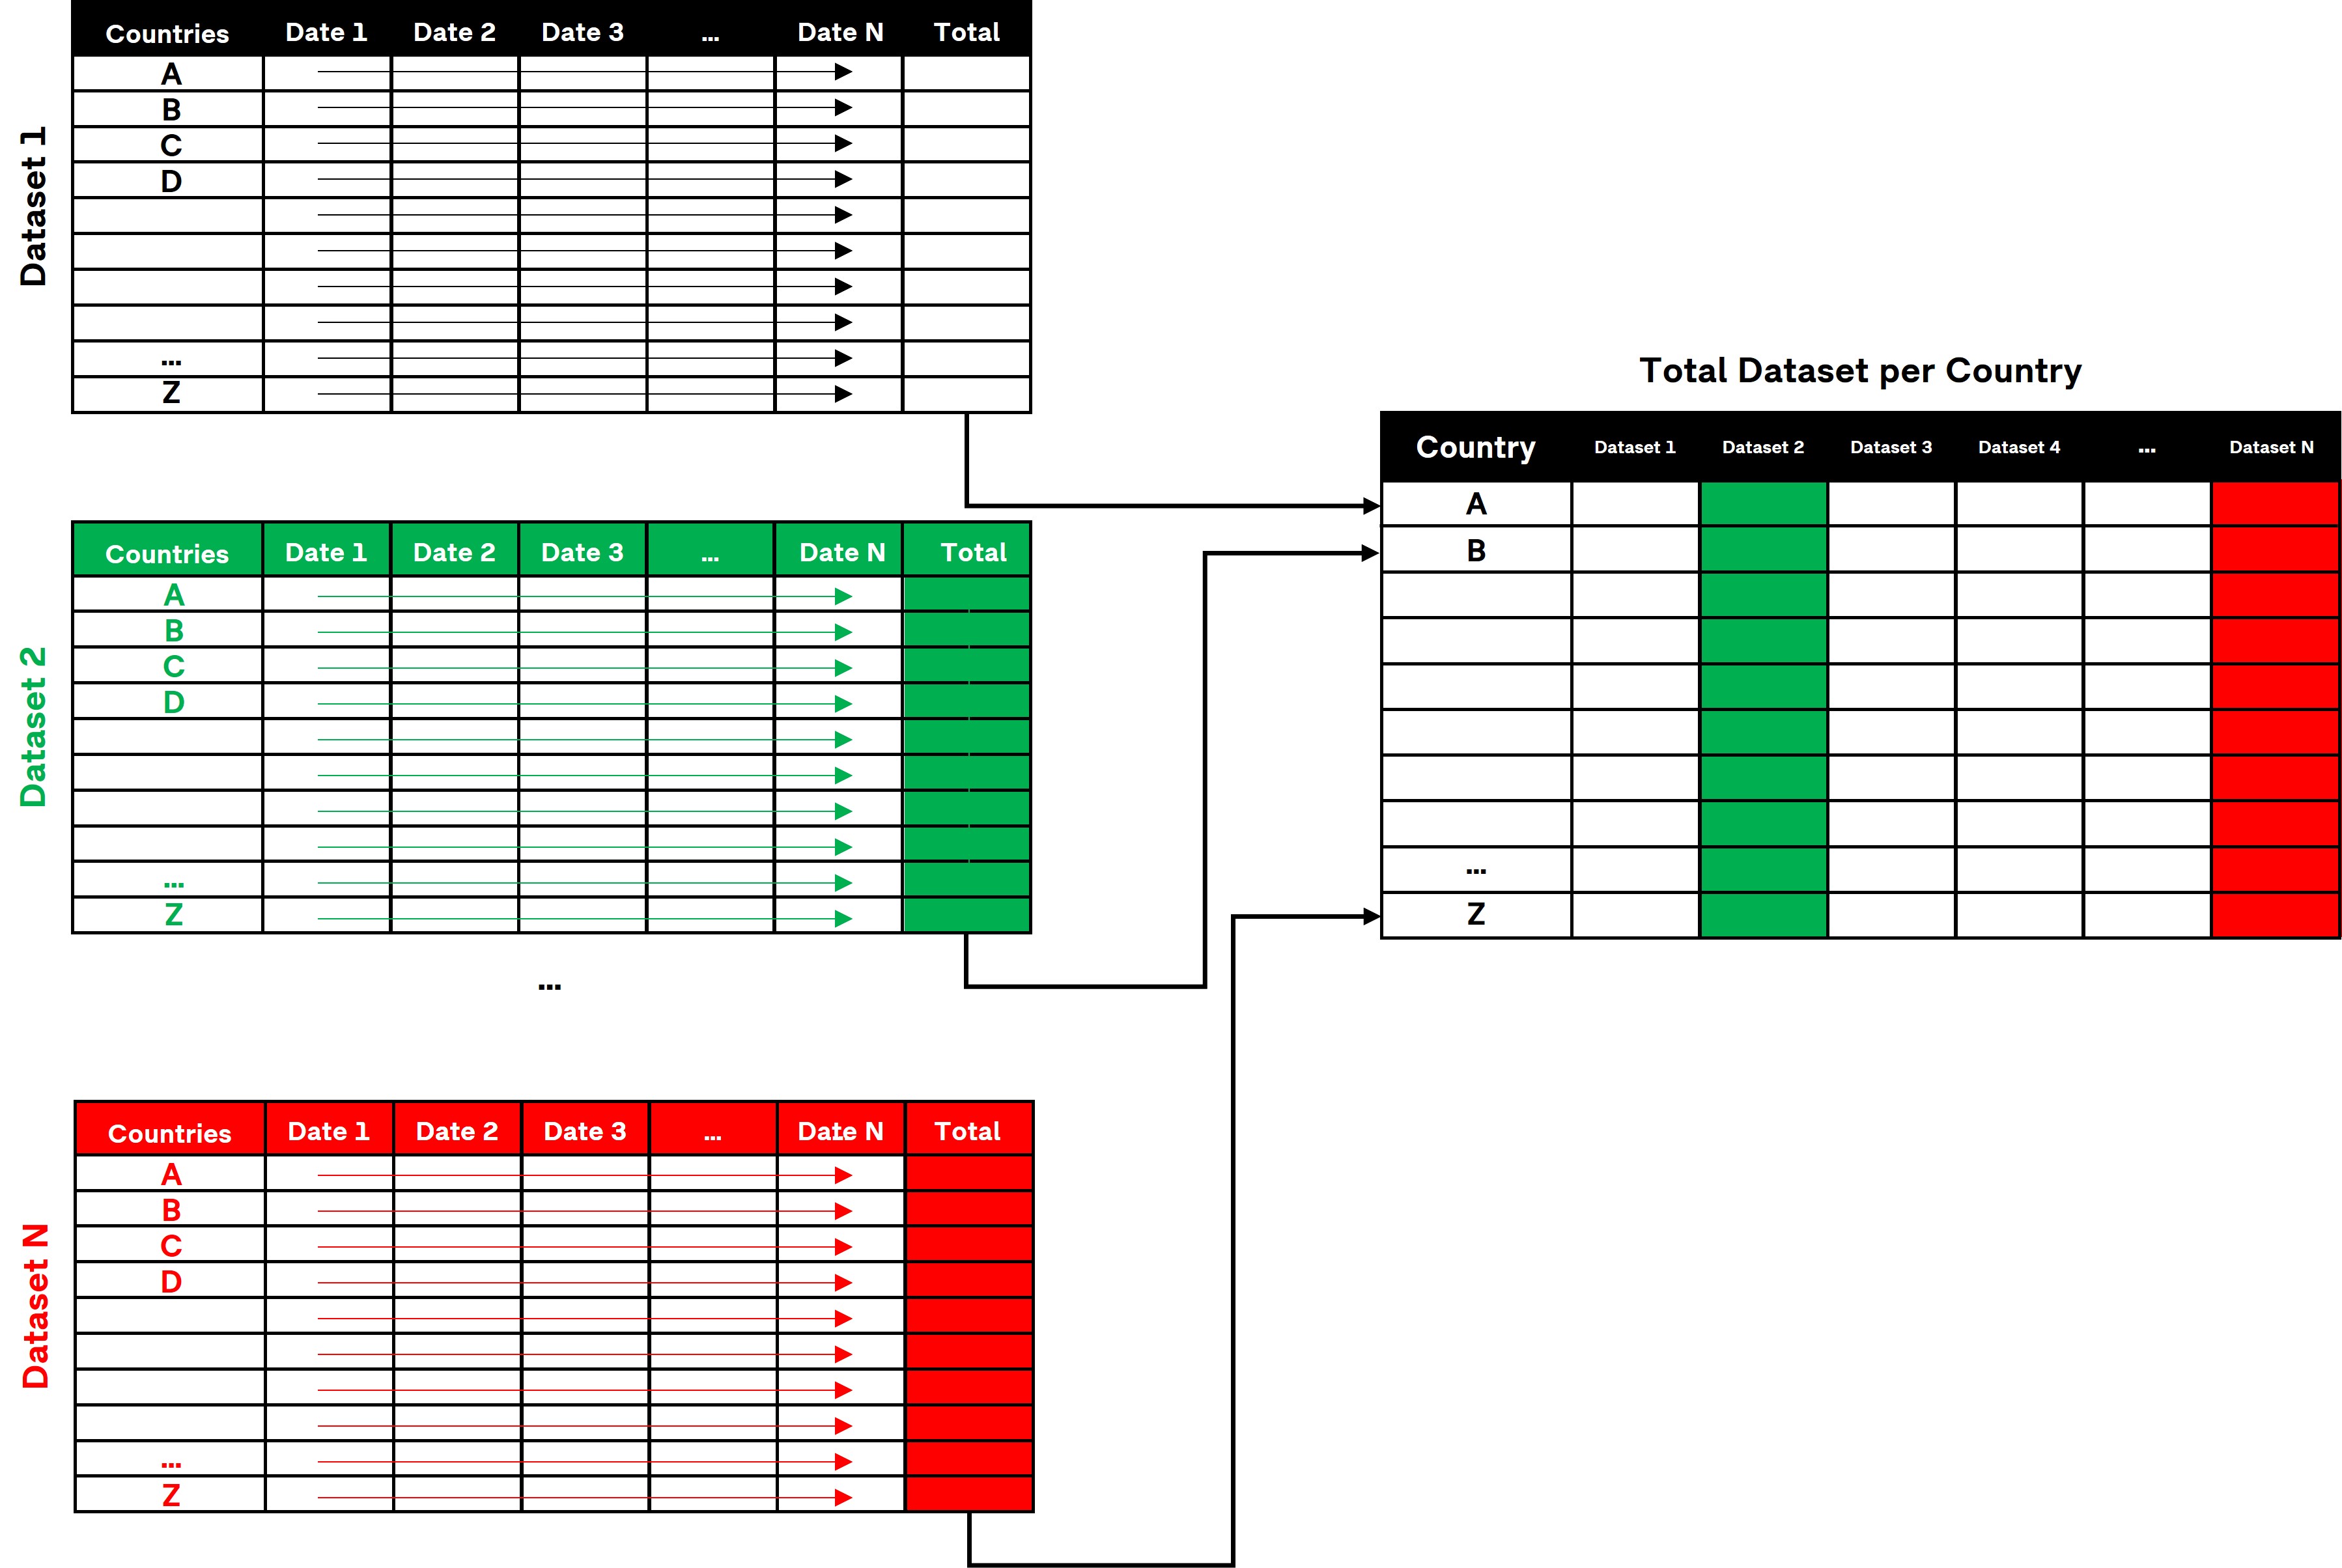 Dataset 1
Countries Date 1 Date 2 Date 3 ... Date N Total
A
B
C
D
...
Z
Total Dataset per Country
Country Dataset 1 Dataset 2 Dataset 3 Dataset 4 ... Dataset N
A
B
...
Z
Dataset 2
Countries Date 1 Date 2 Date 3 ... Date N Total
A
B
C
D
...
Z
...
Dataset N
Countries Date 1 Date 2 Date 3 ... Date N Total
A
B
C
D
...
Z